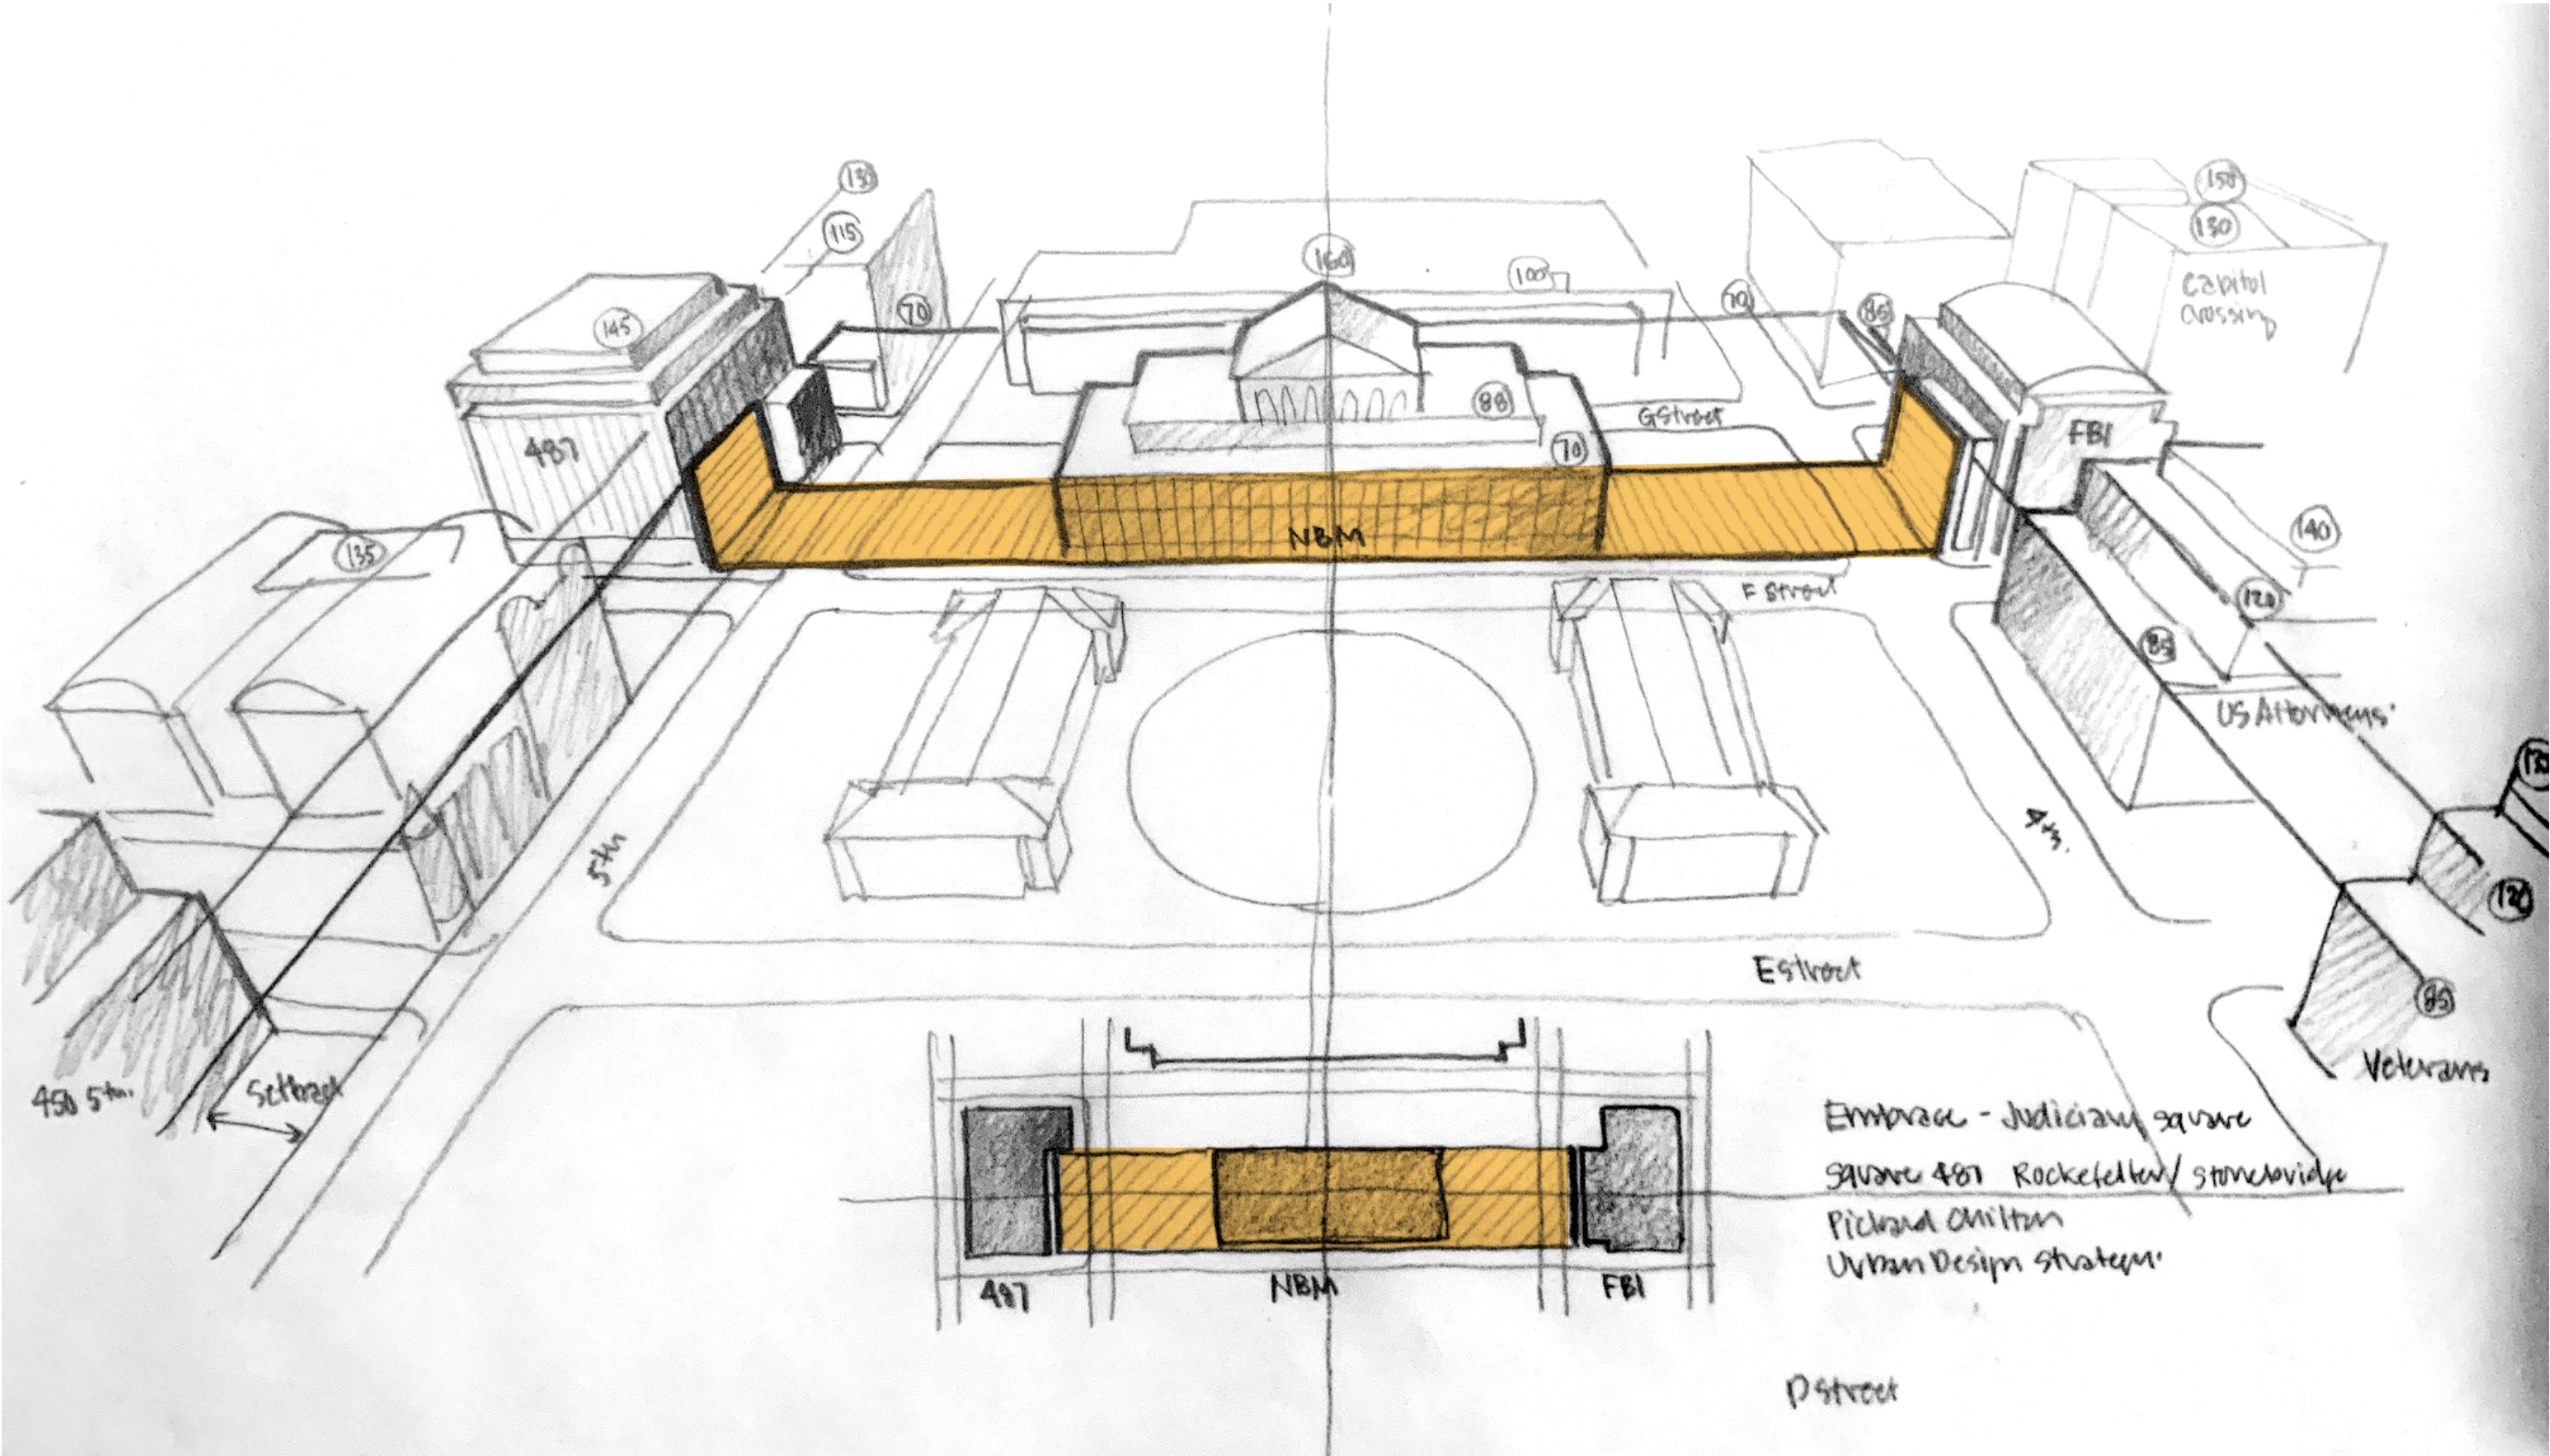 130
150
115
130
160
100
Capitol
Crossing
70
70
85
145
88
G Street
FBI
487
70
140
NBM
135
F Street
120
85
US Attorneys'
130
5th
4th.
120
E Street
85
Veterans
450 5th.
Setback
Embrace - Judiciary Square
Square 487 Rockefeller/Stonebridge
Pickard Chilton
Urban Design Strategy.
487
NBM
FBI
D Street